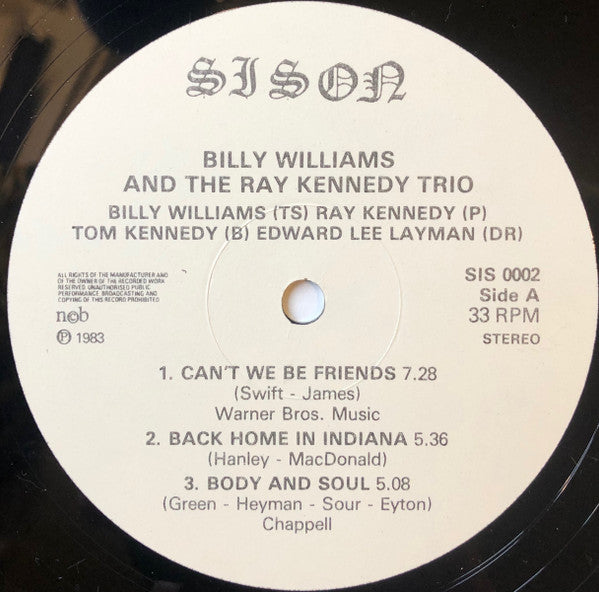 SISON
BILLY WILLIAMS
AND THE RAY KENNEDY TRIO
BILLY WILLIAMS (TS) RAY KENNEDY (P)
TOM KENNEDY (B) EDWARD LEE LAYMAN (DR)
ALL RIGHTS OF THE MANUFACTURER AND
OF THE OWNER OF THE RECORDED WORK
RESERVED. UNAUTHORISED PUBLIC
PERFORMANCE BROADCASTING AND
COPYING OF THIS RECORD PROHIBITED
n©b
℗ 1983
SIS 0002
Side A
33 RPM
STEREO
1. CAN'T WE BE FRIENDS 7.28
(Swift - James)
Warner Bros. Music
2. BACK HOME IN INDIANA 5.36
(Hanley - MacDonald)
3. BODY AND SOUL 5.08
(Green - Heyman - Sour - Eyton)
Chappell